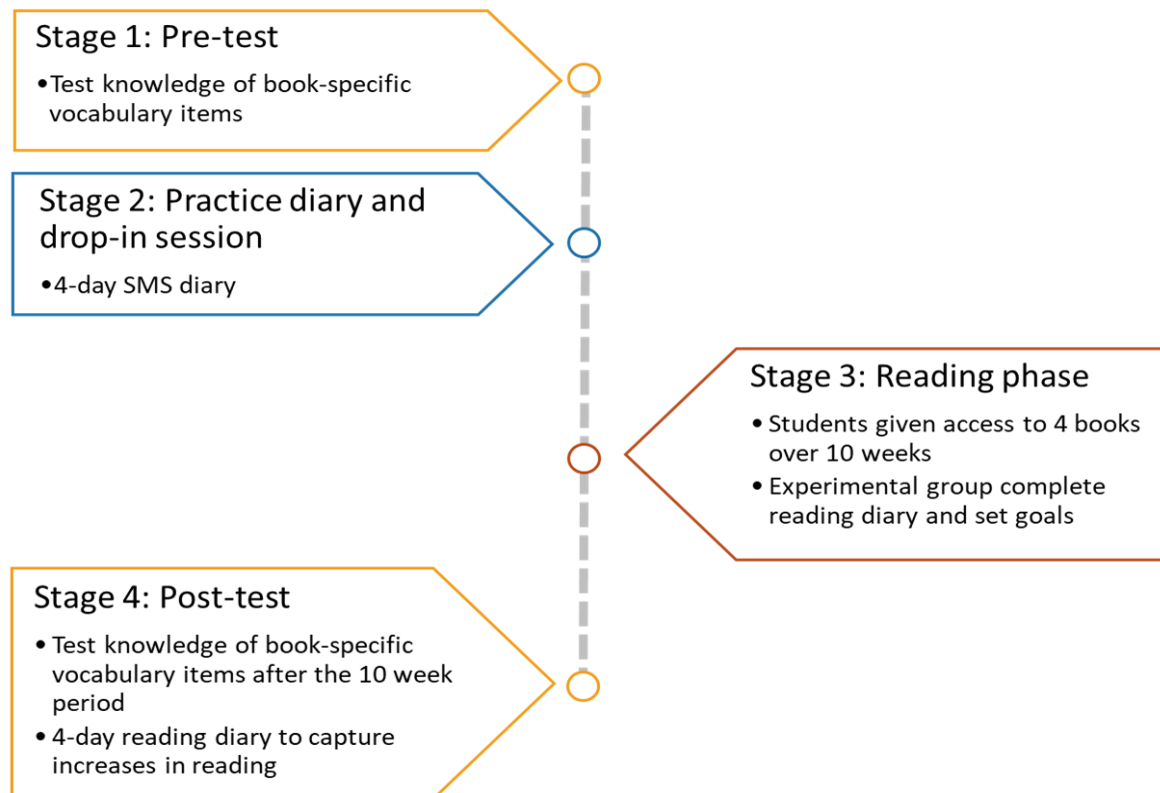 Stage 1: Pre-test
•Test knowledge of book-specific
vocabulary items
Stage 2: Practice diary and
drop-in session
•4-day SMS diary
Stage 3: Reading phase
• Students given access to 4 books
over 10 weeks
• Experimental group complete
reading diary and set goals
Stage 4: Post-test
• Test knowledge of book-specific
vocabulary items after the 10 week
period
• 4-day reading diary to capture
increases in reading